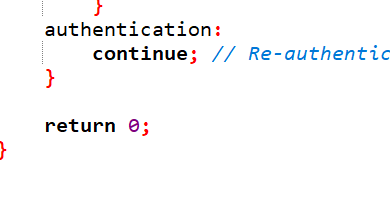 }
authentication:
continue; // Re-authentic
}
return 0;
}